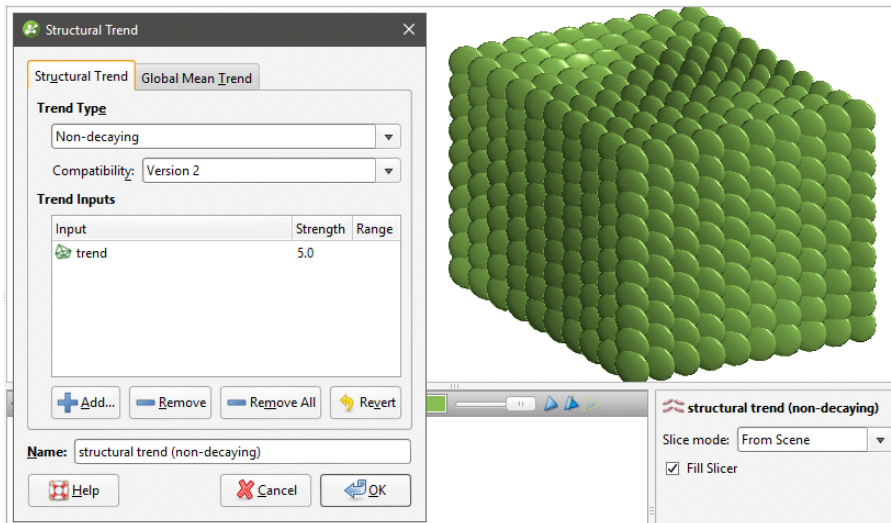 Structural Trend
Structural Trend
Global Mean Trend
Trend Type
Non-decaying
Compatibility: Version 2
Trend Inputs
Input Strength Range
trend 5.0
Add... Remove Remove All Revert
Name: structural trend (non-decaying)
Help Cancel OK
structural trend (non-decaying)
Slice mode: From Scene
Fill Slicer